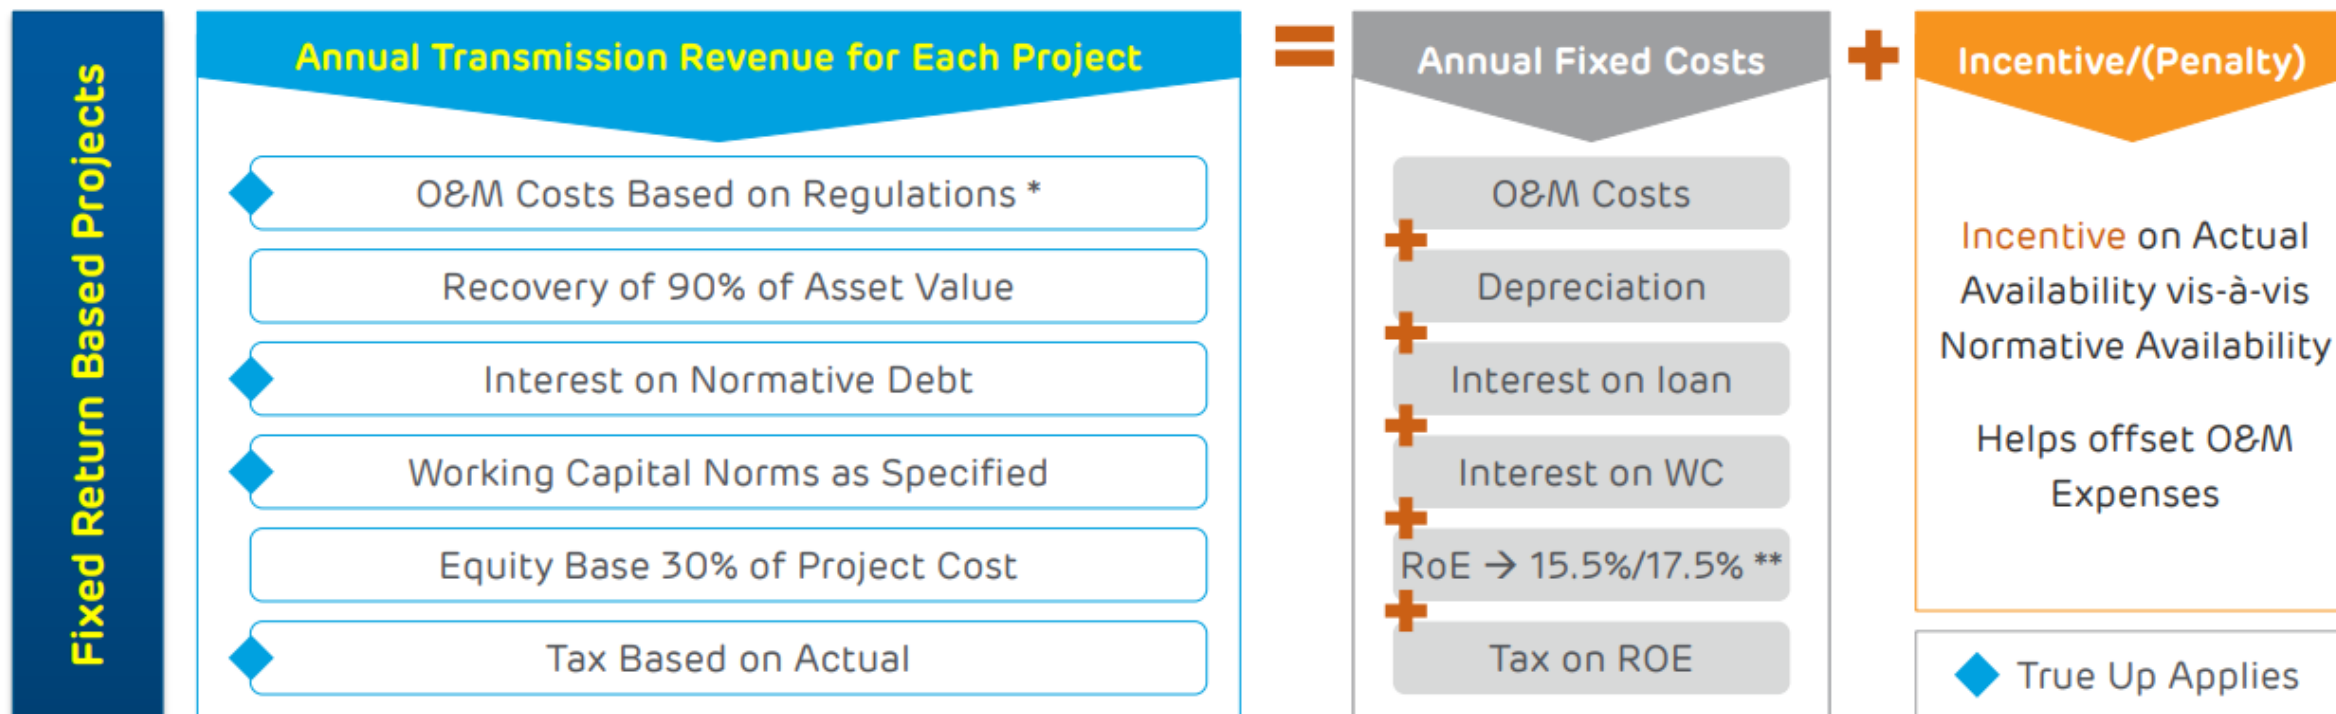 Fixed Return Based Projects
Annual Transmission Revenue for Each Project
O&M Costs Based on Regulations *
Recovery of 90% of Asset Value
Interest on Normative Debt
Working Capital Norms as Specified
Equity Base 30% of Project Cost
Tax Based on Actual
=
Annual Fixed Costs
O&M Costs
+
Depreciation
+
Interest on loan
+
Interest on WC
+
RoE → 15.5%/17.5% **
+
Tax on ROE
+
Incentive/(Penalty)
Incentive on Actual
Availability vis-à-vis
Normative Availability
Helps offset O&M
Expenses
True Up Applies